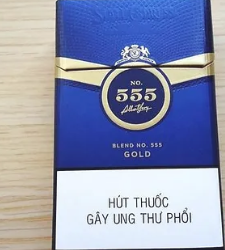 NO.
555
BLEND NO. 555
GOLD
HÚT THUỐC
GÂY UNG THƯ PHỔI